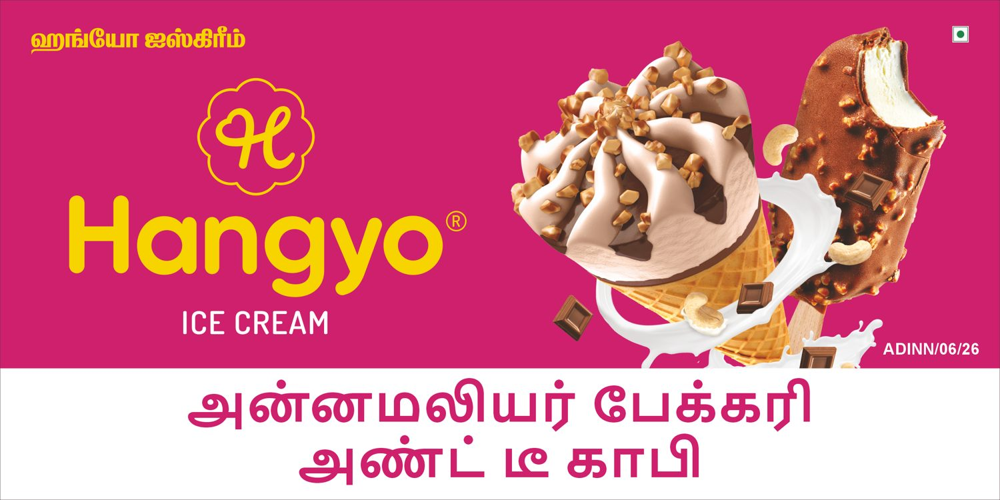 ஹங்யோ ஐஸ்கிரீம்
H
Hangyo®
ICE CREAM
ADINN/06/26
அன்னமலியர் பேக்கரி
அண்ட் டீ காபி